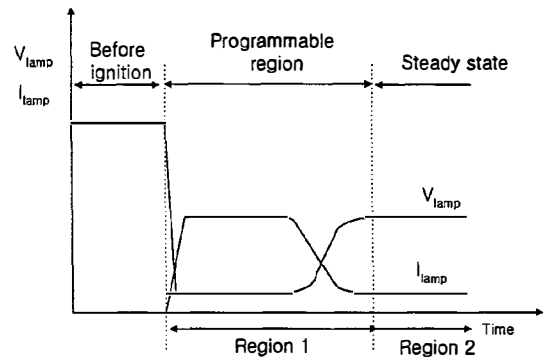 V_lamp
I_lamp
Before
ignition
Programmable
region
Steady state
V_lamp
I_lamp
Time
Region 1
Region 2